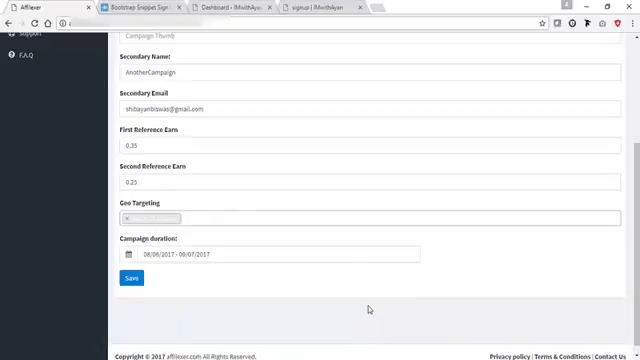 Affilexer
Bootstrap Snippet Sign
Dashboard - IMwithAyan
signup | IMwithAyan
Support
F.A.Q
Campaign Thumb
Secondary Name:
AnotherCampaign
Secondary Email
shibayanbiswas@gmail.com
First Reference Earn
0.35
Second Reference Earn
0.25
Geo Targeting
Campaign duration:
08/06/2017 - 09/07/2017
Save
Copyright © 2017 affilexer.com All Rights Reserved.
Privacy policy | Terms & Conditions | Contact Us